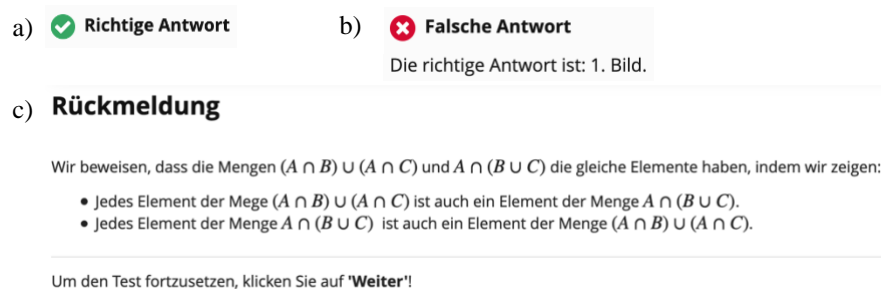 a) Richtige Antwort
b) Falsche Antwort
Die richtige Antwort ist: 1. Bild.
c) Rückmeldung
Wir beweisen, dass die Mengen (A ∩ B) ∪ (A ∩ C) und A ∩ (B ∪ C) die gleiche Elemente haben, indem wir zeigen:
• Jedes Element der Mege (A ∩ B) ∪ (A ∩ C) ist auch ein Element der Menge A ∩ (B ∪ C).
• Jedes Element der Menge A ∩ (B ∪ C) ist auch ein Element der Menge (A ∩ B) ∪ (A ∩ C).
Um den Test fortzusetzen, klicken Sie auf 'Weiter'!